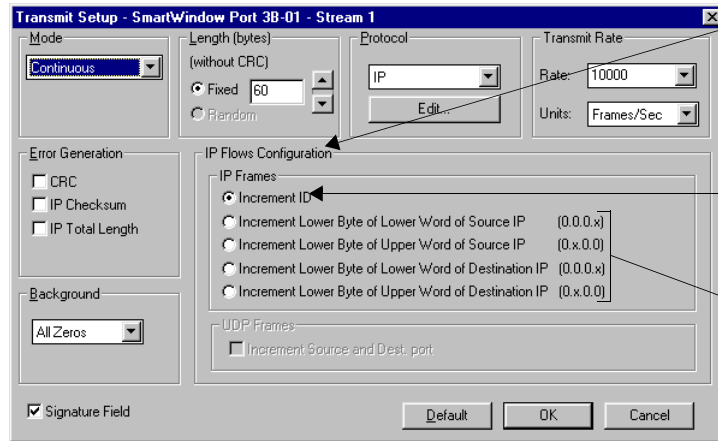 Transmit Setup - SmartWindow Port 3B-01 - Stream 1
Mode
Continuous
Length (bytes)
(without CRC)
Fixed 60
Random
Protocol
IP
Edit...
Transmit Rate
Rate: 10000
Units: Frames/Sec
Error Generation
CRC
IP Checksum
IP Total Length
IP Flows Configuration
IP Frames
Increment ID
Increment Lower Byte of Lower Word of Source IP (0.0.0.x)
Increment Lower Byte of Upper Word of Source IP (0.x.0.0)
Increment Lower Byte of Lower Word of Destination IP (0.0.0.x)
Increment Lower Byte of Upper Word of Destination IP (0.x.0.0)
Background
All Zeros
UDP Frames
Increment Source and Dest. port
Signature Field
Default
OK
Cancel